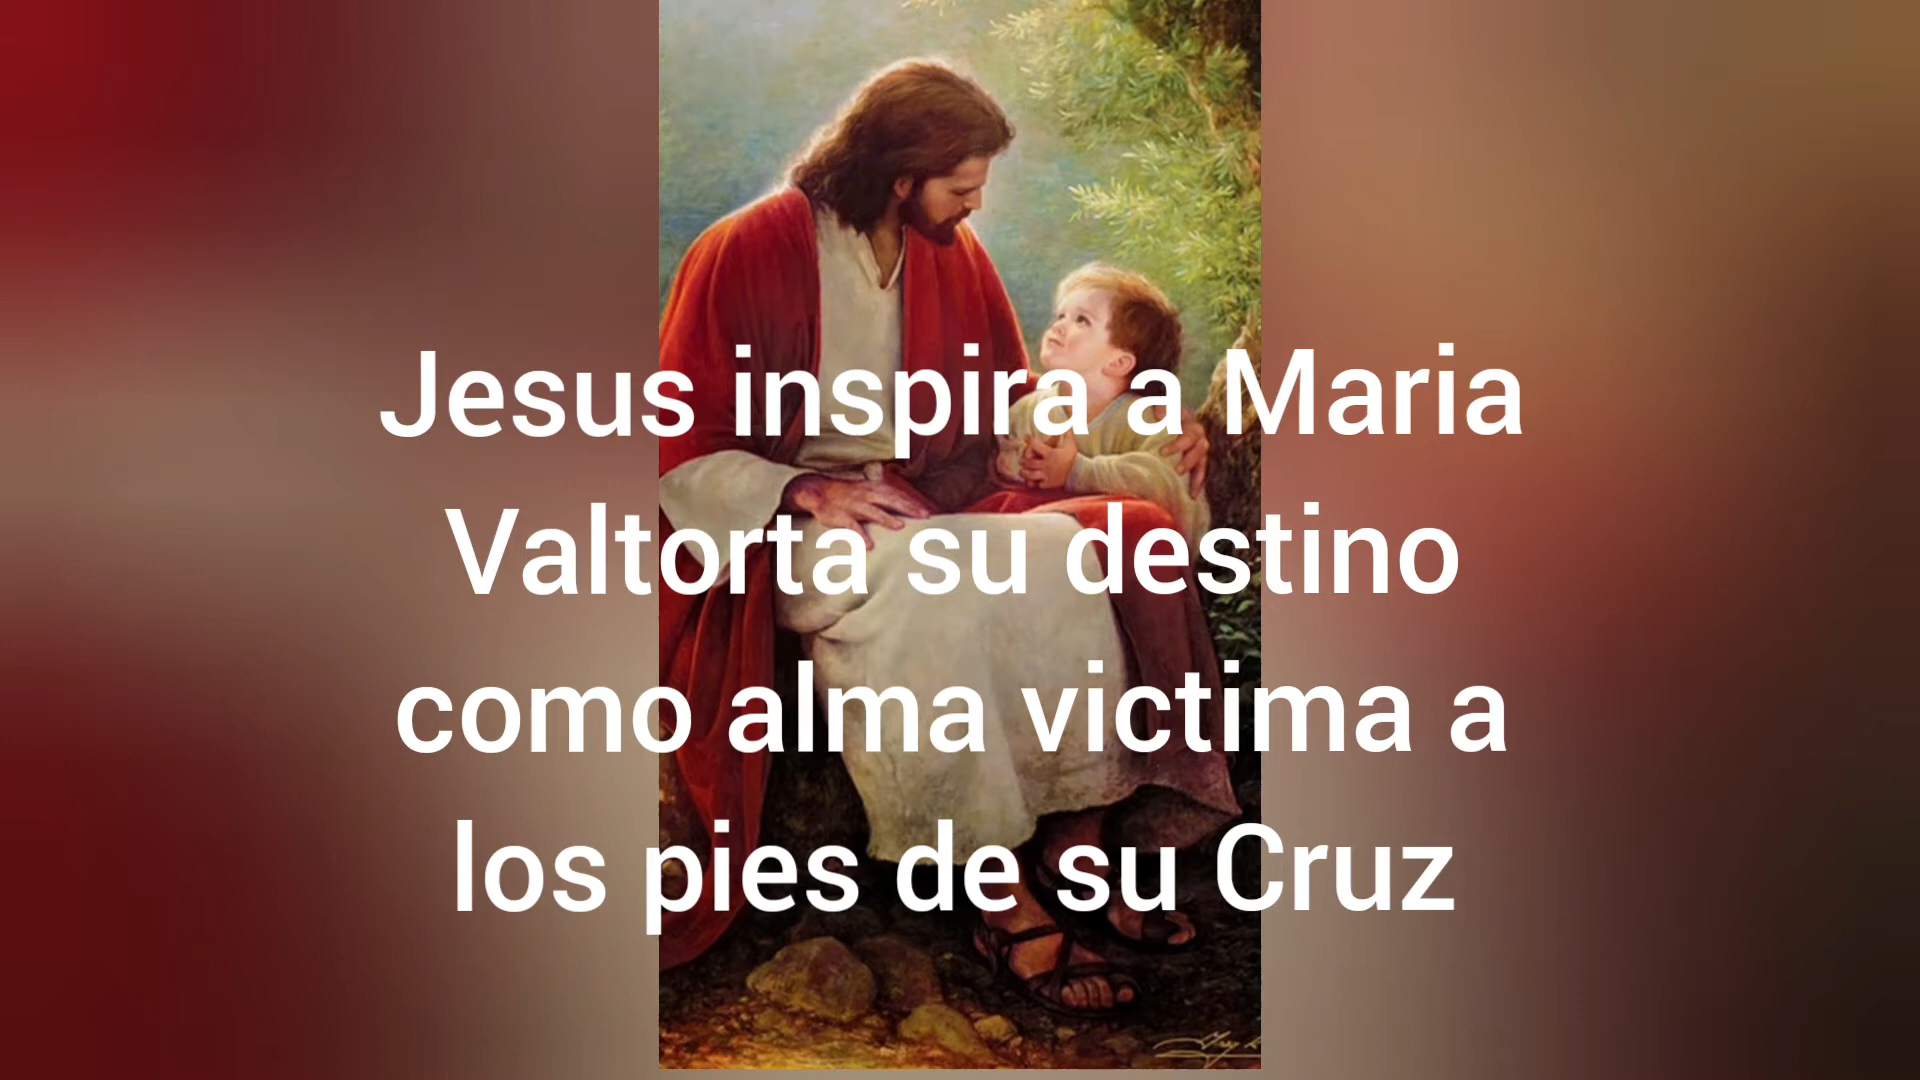 Jesus inspira a Maria
Valtorta su destino
como alma victima a
los pies de su Cruz